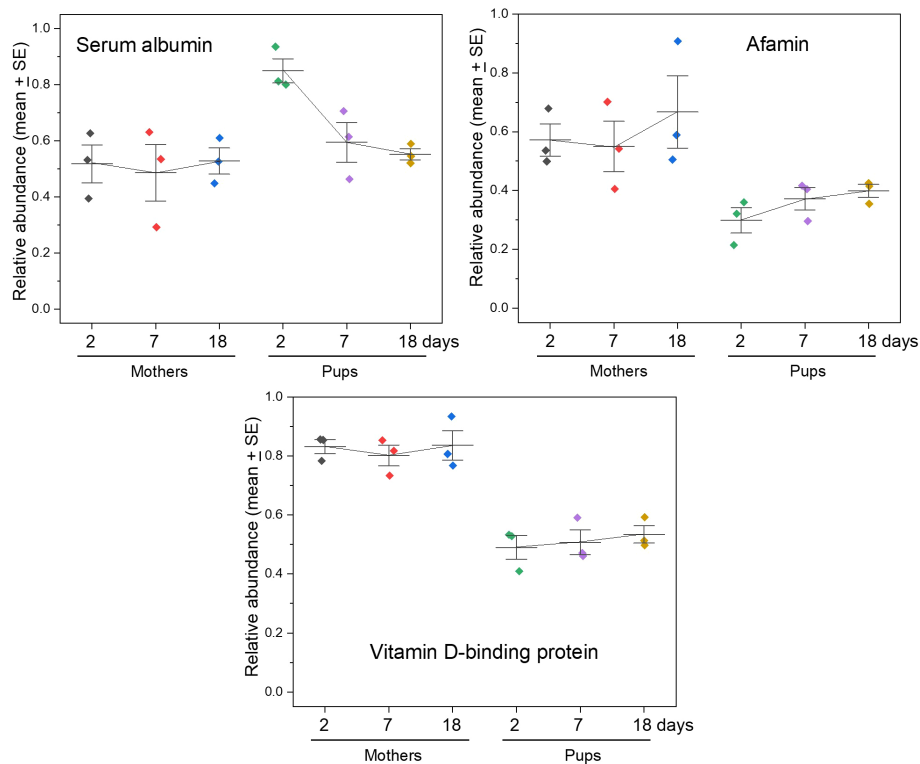 Serum albumin
Relative abundance (mean ± SE)
1.0
0.8
0.6
0.4
0.2
0.0
2 7 18 2 7 18 days
Mothers Pups
Afamin
Relative abundance (mean ± SE)
1.0
0.8
0.6
0.4
0.2
0.0
2 7 18 2 7 18 days
Mothers Pups
Vitamin D-binding protein
Relative abundance (mean ± SE)
1.0
0.8
0.6
0.4
0.2
0.0
2 7 18 2 7 18 days
Mothers Pups